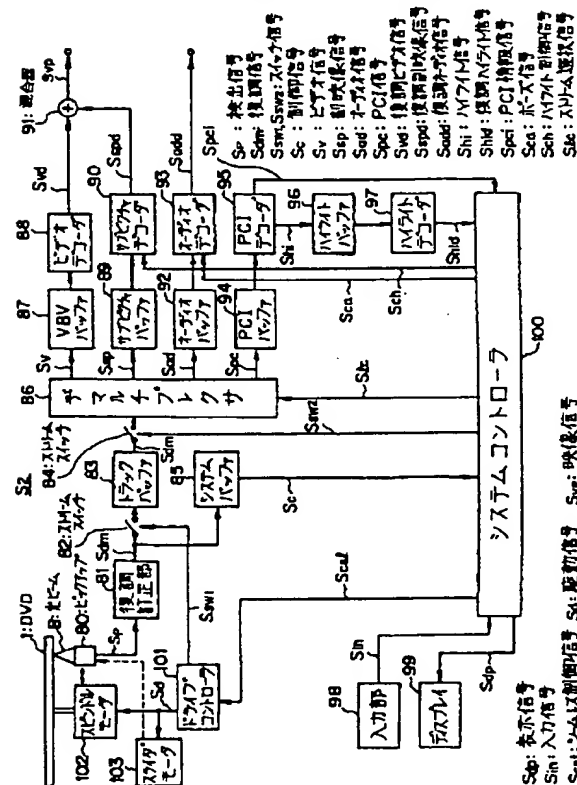 91:混合器
Svp
Svd
Sspd
Sadd
88
ビデオデコーダ
90
サブピクチャデコーダ
93
オーディオデコーダ
95
PCIデコーダ
96
ハイライトバッファ
97
ハイライトデコーダ
87
VBVバッファ
89
サブピクチャバッファ
92
オーディオバッファ
94
PCIバッファ
Sv
Ssp
Sad
Spc
Shi
Shld
Spci
Sca
Sch
86
デマルチプレクサ
84:ストリームスイッチ
Sdm
83
トラックバッファ
85
システムバッファ
82:ストリームスイッチ
Sdm
81
復調訂正部
S2
1:DVD
B:光ビーム
80:ピックアップ
Sp
102
スピンドルモータ
103
スライダモータ
Sd
101
ドライブコントローラ
Ssw1
Ssw2
Slc
Sc
Scal
Sin
98
入力部
99
ディスプレイ
Sdp
100
システムコントローラ
Sp:検出信号
Sdm:復調信号
Ssw1,Ssw2:スイッチ信号
Sc:制御信号
Sv:ビデオ信号
Ssp:副映像信号
Sad:オーディオ信号
Spc:PCI信号
Svd:復調ビデオ信号
Sspd:復調副映像信号
Sadd:復調オーディオ信号
Shi:ハイライト信号
Shld:復調ハイライト信号
Spci:PCI情報信号
Sca:ポーズ信号
Sch:ハイライト制御信号
Slc:ストリーム選択信号
Sdp:表示信号
Sin:入力信号
Scal:シームレス制御信号
Sd:駆動信号
Svp:映像信号